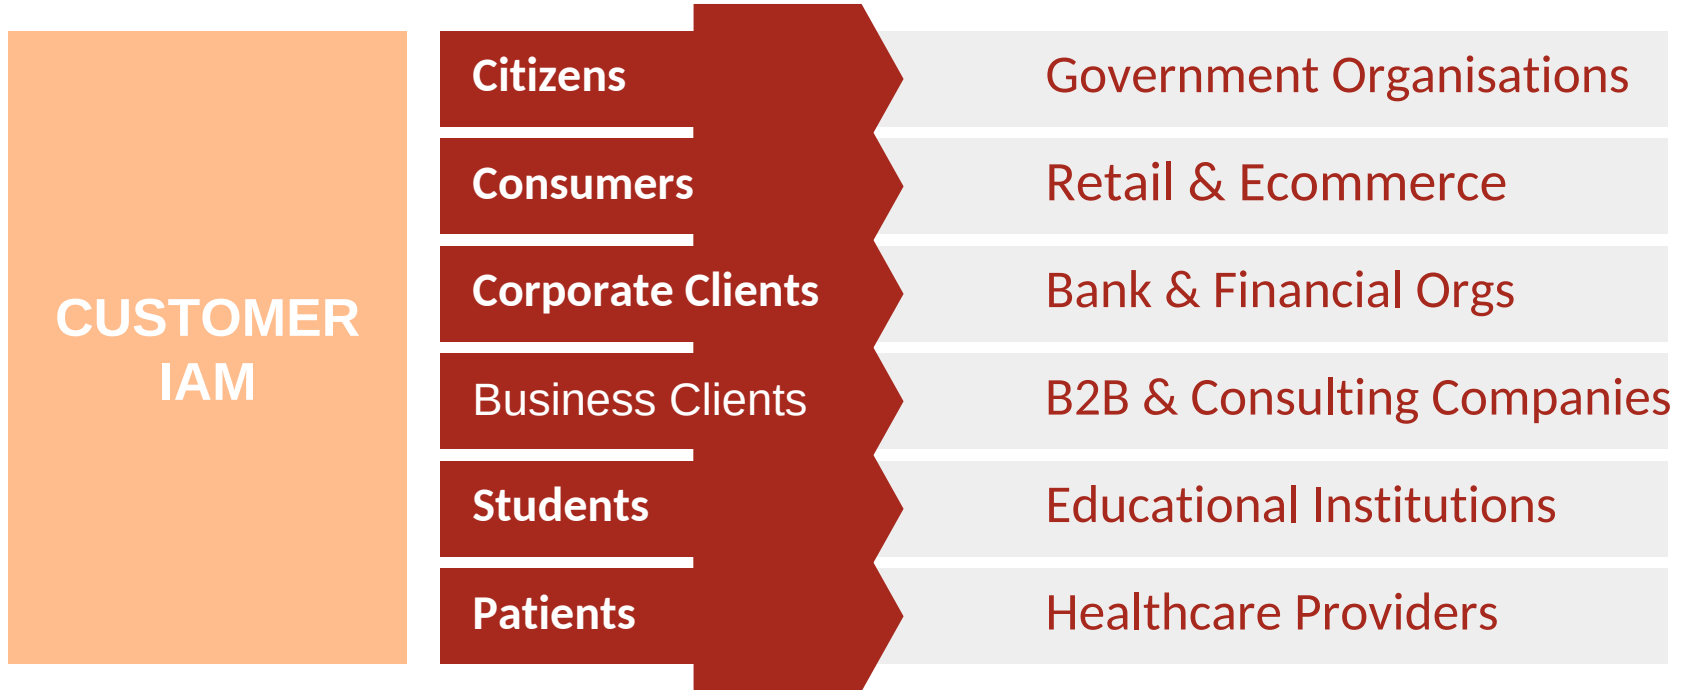 CUSTOMER
IAM
Citizens
Government Organisations
Consumers
Retail & Ecommerce
Corporate Clients
Bank & Financial Orgs
Business Clients
B2B & Consulting Companies
Students
Educational Institutions
Patients
Healthcare Providers